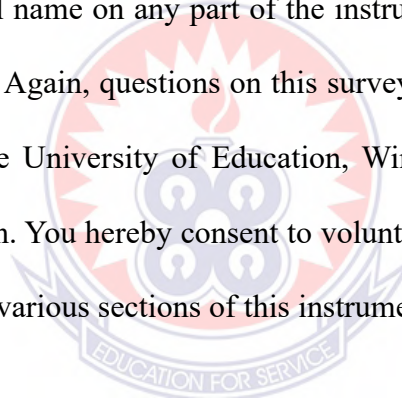 l name on any part of the instru
Again, questions on this survey
e University of Education, Win
n. You hereby consent to volunt
various sections of this instrume
EDUCATION FOR SERVICE